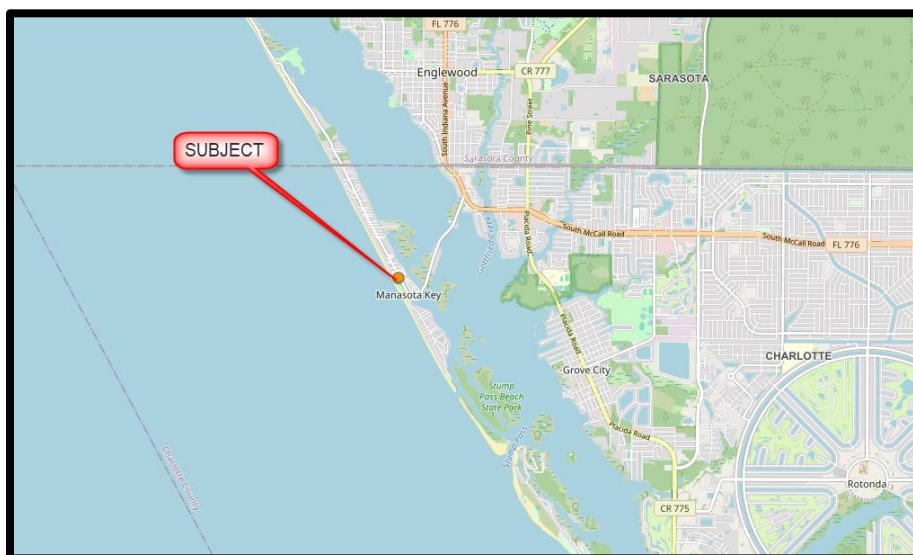 FL 776
Englewood
CR 777
SARASOTA
South Indiana Avenue
Pine Street
SUBJECT
Sarasota County
Gottfried Creek
Placida Road
South McCall Road
South McCall Road
FL 776
Manasota Key
Placida Road
CHARLOTTE
Grove City
Stump
Pass Beach
State Park
Placida Road
Stump Pass
Charlotte County
CR 775
Rotonda